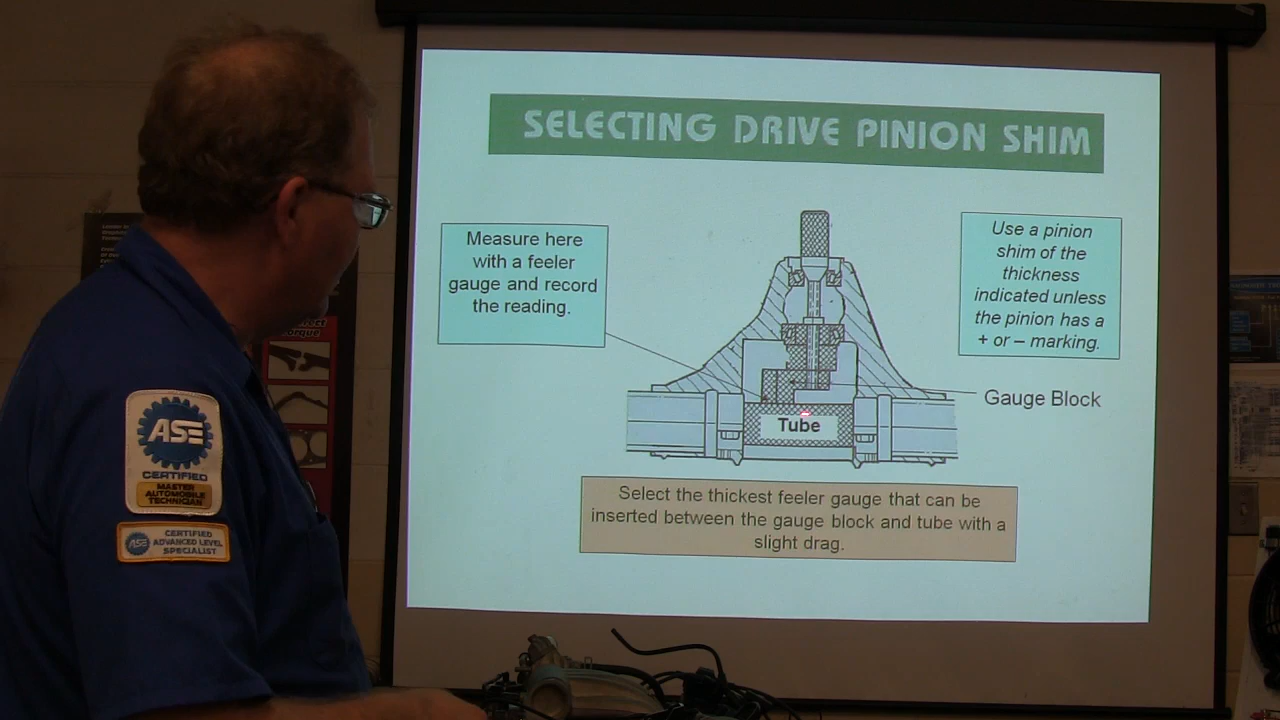 SELECTING DRIVE PINION SHIM
Measure here
with a feeler
gauge and record
the reading.
Use a pinion
shim of the
thickness
indicated unless
the pinion has a
+ or – marking.
Gauge Block
Tube
Select the thickest feeler gauge that can be
inserted between the gauge block and tube with a
slight drag.
ASE
CERTIFIED
MASTER
AUTOMOBILE
TECHNICIAN
ASE
CERTIFIED
ADVANCED LEVEL
SPECIALIST